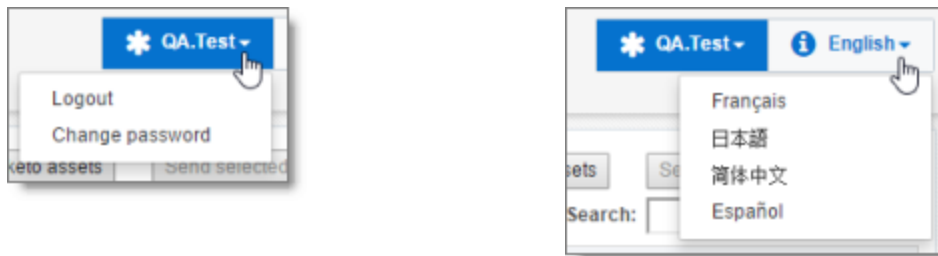 QA.Test
Logout
Change password
keto assets
Send selected
QA.Test
English
Français
日本語
简体中文
Español
sets
Se
Search: